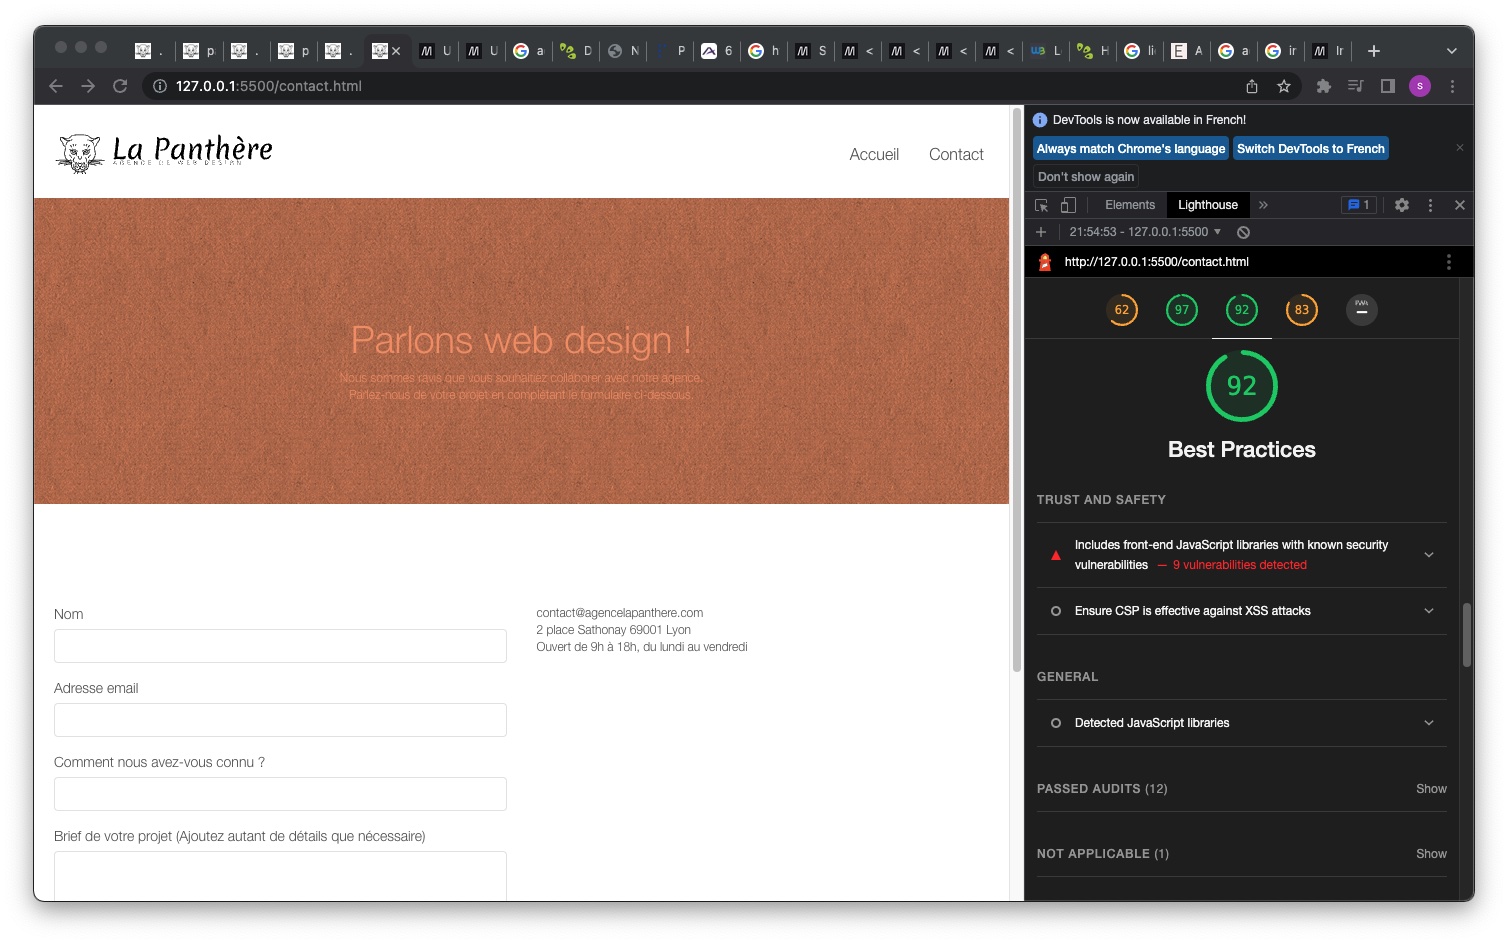 .
p
.
p
.
U
U
a
D
N
P
6
h
S
<
<
<
<
L
H
li
E A
a
ir
Ir
127.0.0.1:5500/contact.html
S
La Panthère
AGENCE DE WEB DESIGN
Accueil
Contact
Parlons web design !
Nous sommes ravis que vous souhaitiez collaborer avec notre agence.
Parlez-nous de votre projet en complétant le formulaire ci-dessous.
Nom
Adresse email
Comment nous avez-vous connu ?
Brief de votre projet (Ajoutez autant de détails que nécessaire)
contact@agencelapanthere.com
2 place Sathonay 69001 Lyon
Ouvert de 9h à 18h, du lundi au vendredi
DevTools is now available in French!
Always match Chrome's language
Switch DevTools to French
Don't show again
Elements
Lighthouse
1
21:54:53 - 127.0.0.1:5500
http://127.0.0.1:5500/contact.html
62
97
92
83
PWA
92
Best Practices
TRUST AND SAFETY
Includes front-end JavaScript libraries with known security
vulnerabilities — 9 vulnerabilities detected
Ensure CSP is effective against XSS attacks
GENERAL
Detected JavaScript libraries
PASSED AUDITS (12)
Show
NOT APPLICABLE (1)
Show